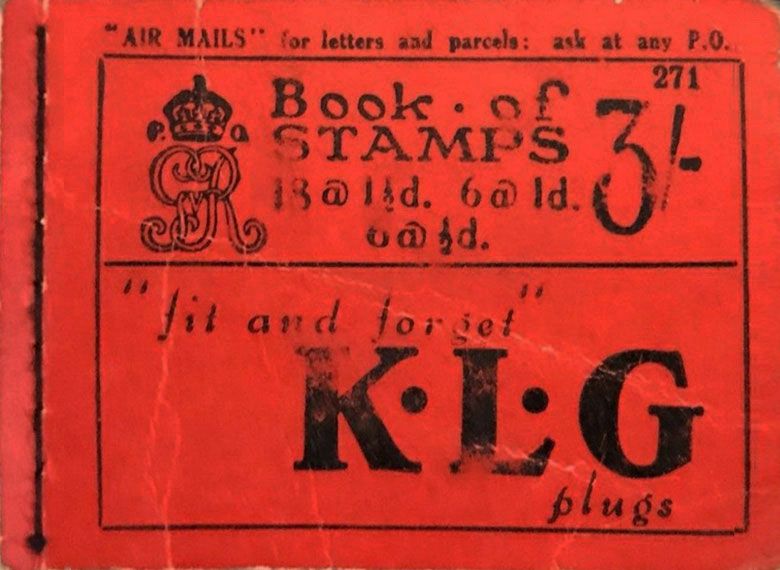 "AIR MAILS" for letters and parcels: ask at any P.O.
271
P. O.
GvR
Book · of
STAMPS
3/-
18 @ 1½d. 6 @ 1d.
6 @ ½d.
"fit and forget"
K·L·G
plugs